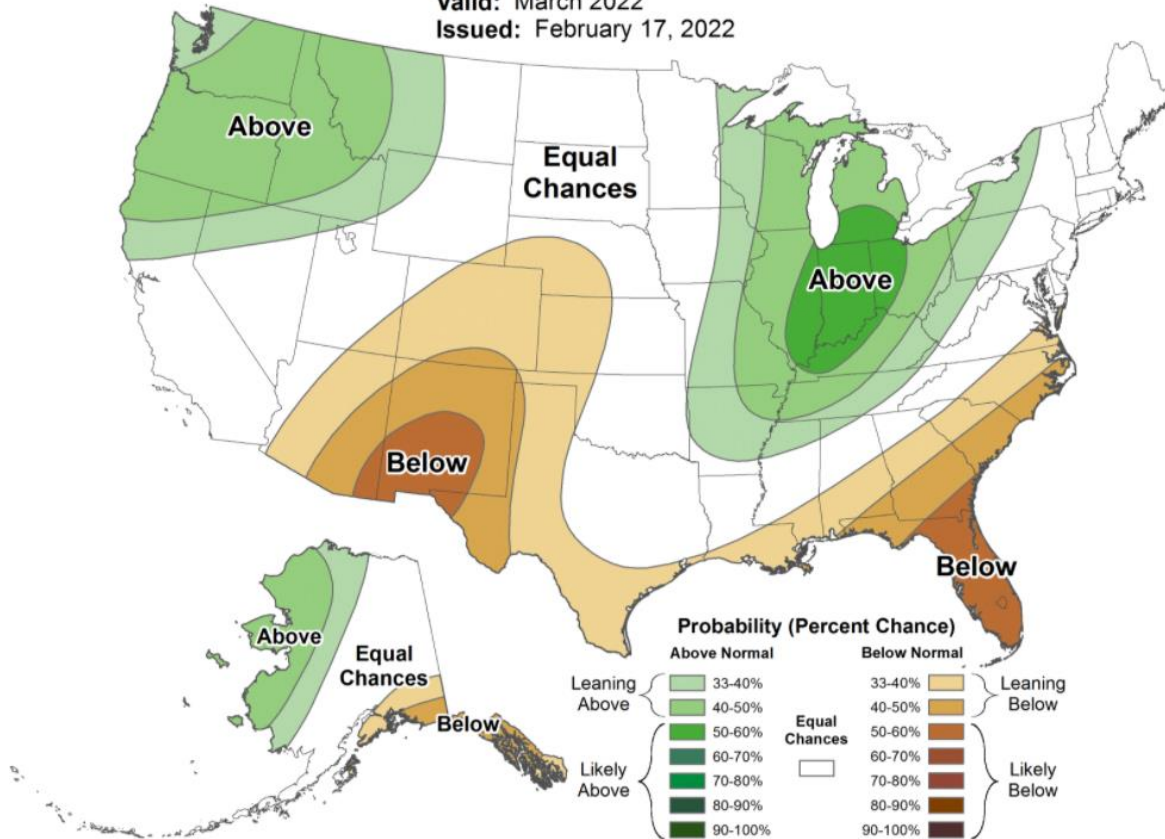 Valid: March 2022
Issued: February 17, 2022
Above
Equal
Chances
Above
Below
Below
Above
Equal
Chances
Below
Probability (Percent Chance)
Above Normal
Below Normal
Leaning
Above
33-40%
40-50%
Likely
Above
50-60%
60-70%
70-80%
80-90%
90-100%
Equal
Chances
33-40%
40-50%
Leaning
Below
50-60%
60-70%
70-80%
80-90%
90-100%
Likely
Below